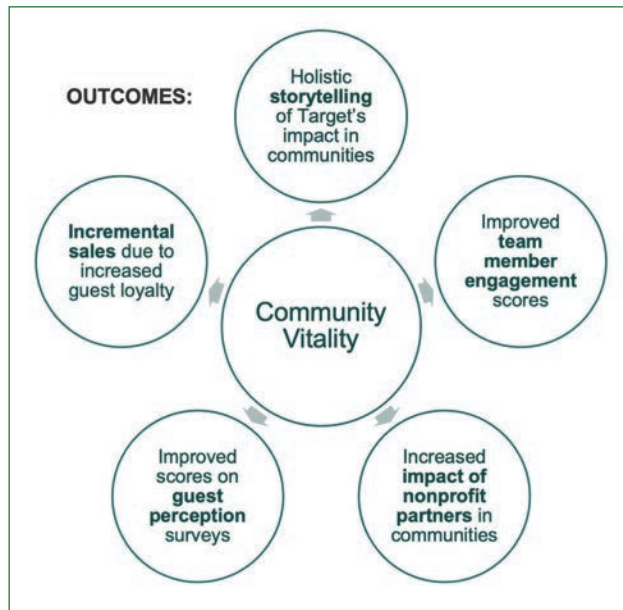 OUTCOMES:
Holistic
storytelling
of Target's
impact in
communities
Improved
team
member
engagement
scores
Increased
impact of
nonprofit
partners in
communities
Improved
scores on
guest
perception
surveys
Incremental
sales due to
increased
guest loyalty
Community
Vitality